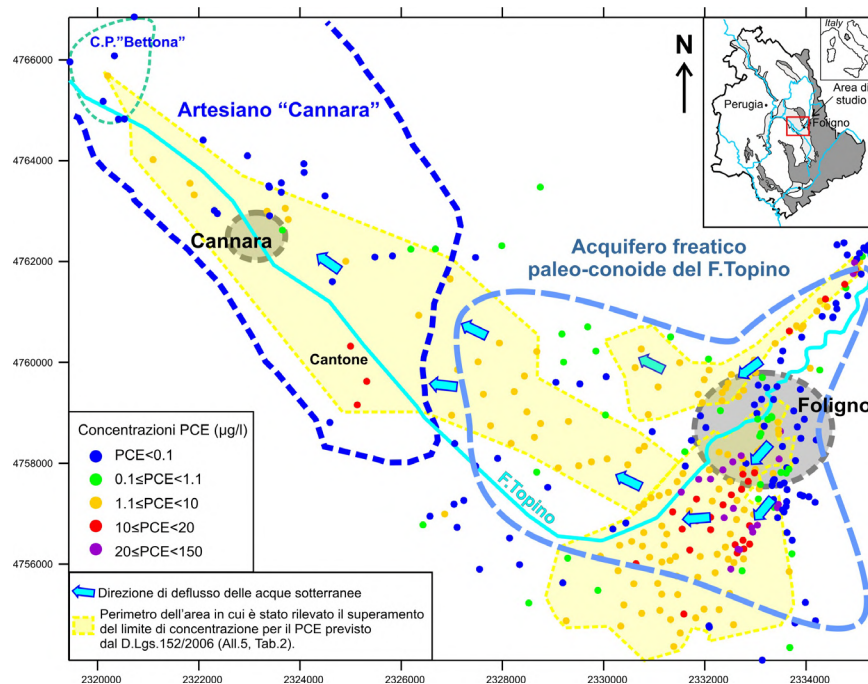 C.P."Bettona"
Artesiano "Cannara"
N
Italy
Perugia
Area di
studio
Foligno
Acquifero freatico
paleo-conoide del F.Topino
Cannara
Cantone
Foligno
F.Topino
Concentrazioni PCE (µg/l)
PCE<0.1
0.1≤PCE<1.1
1.1≤PCE<10
10≤PCE<20
20≤PCE<150
Direzione di deflusso delle acque sotterranee
Perimetro dell'area in cui è stato rilevato il superamento
del limite di concentrazione per il PCE previsto
dal D.Lgs.152/2006 (All.5, Tab.2).
4766000
4764000
4762000
4760000
4758000
4756000
2320000 2322000 2324000 2326000 2328000 2330000 2332000 2334000